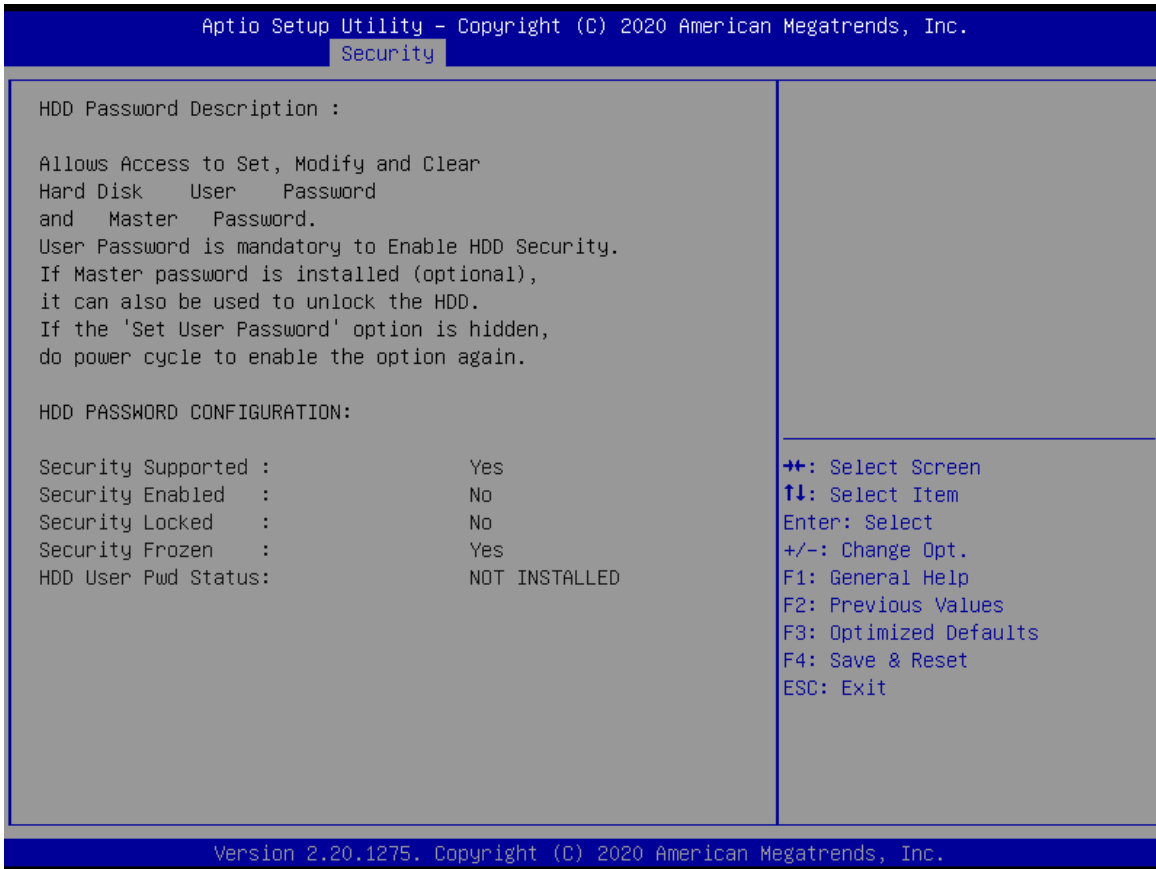 Aptio Setup Utility – Copyright (C) 2020 American Megatrends, Inc.
Security
HDD Password Description :
Allows Access to Set, Modify and Clear
Hard Disk    User    Password
and   Master   Password.
User Password is mandatory to Enable HDD Security.
If Master password is installed (optional),
it can also be used to unlock the HDD.
If the 'Set User Password' option is hidden,
do power cycle to enable the option again.
HDD PASSWORD CONFIGURATION:
Security Supported :    Yes
Security Enabled   :    No
Security Locked    :    No
Security Frozen    :    Yes
HDD User Pwd Status:    NOT INSTALLED
→←: Select Screen
↑↓: Select Item
Enter: Select
+/-: Change Opt.
F1: General Help
F2: Previous Values
F3: Optimized Defaults
F4: Save & Reset
ESC: Exit
Version 2.20.1275. Copyright (C) 2020 American Megatrends, Inc.